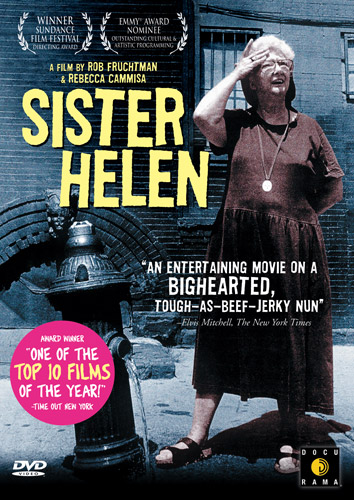 WINNER
SUNDANCE
FILM FESTIVAL
DIRECTING AWARD
EMMY® AWARD
NOMINEE
OUTSTANDING CULTURAL &
ARTISTIC PROGRAMMING
A FILM BY ROB FRUCHTMAN
& REBECCA CAMMISA
SISTER
HELEN
"AN ENTERTAINING MOVIE ON A
BIGHEARTED,
TOUGH-AS-BEEF-JERKY NUN"
–Elvis Mitchell, The New York Times
AWARD WINNER
"ONE OF THE
TOP 10 FILMS
OF THE YEAR!"
-TIME OUT NEW YORK
DVD
VIDEO
DOCU
RAMA